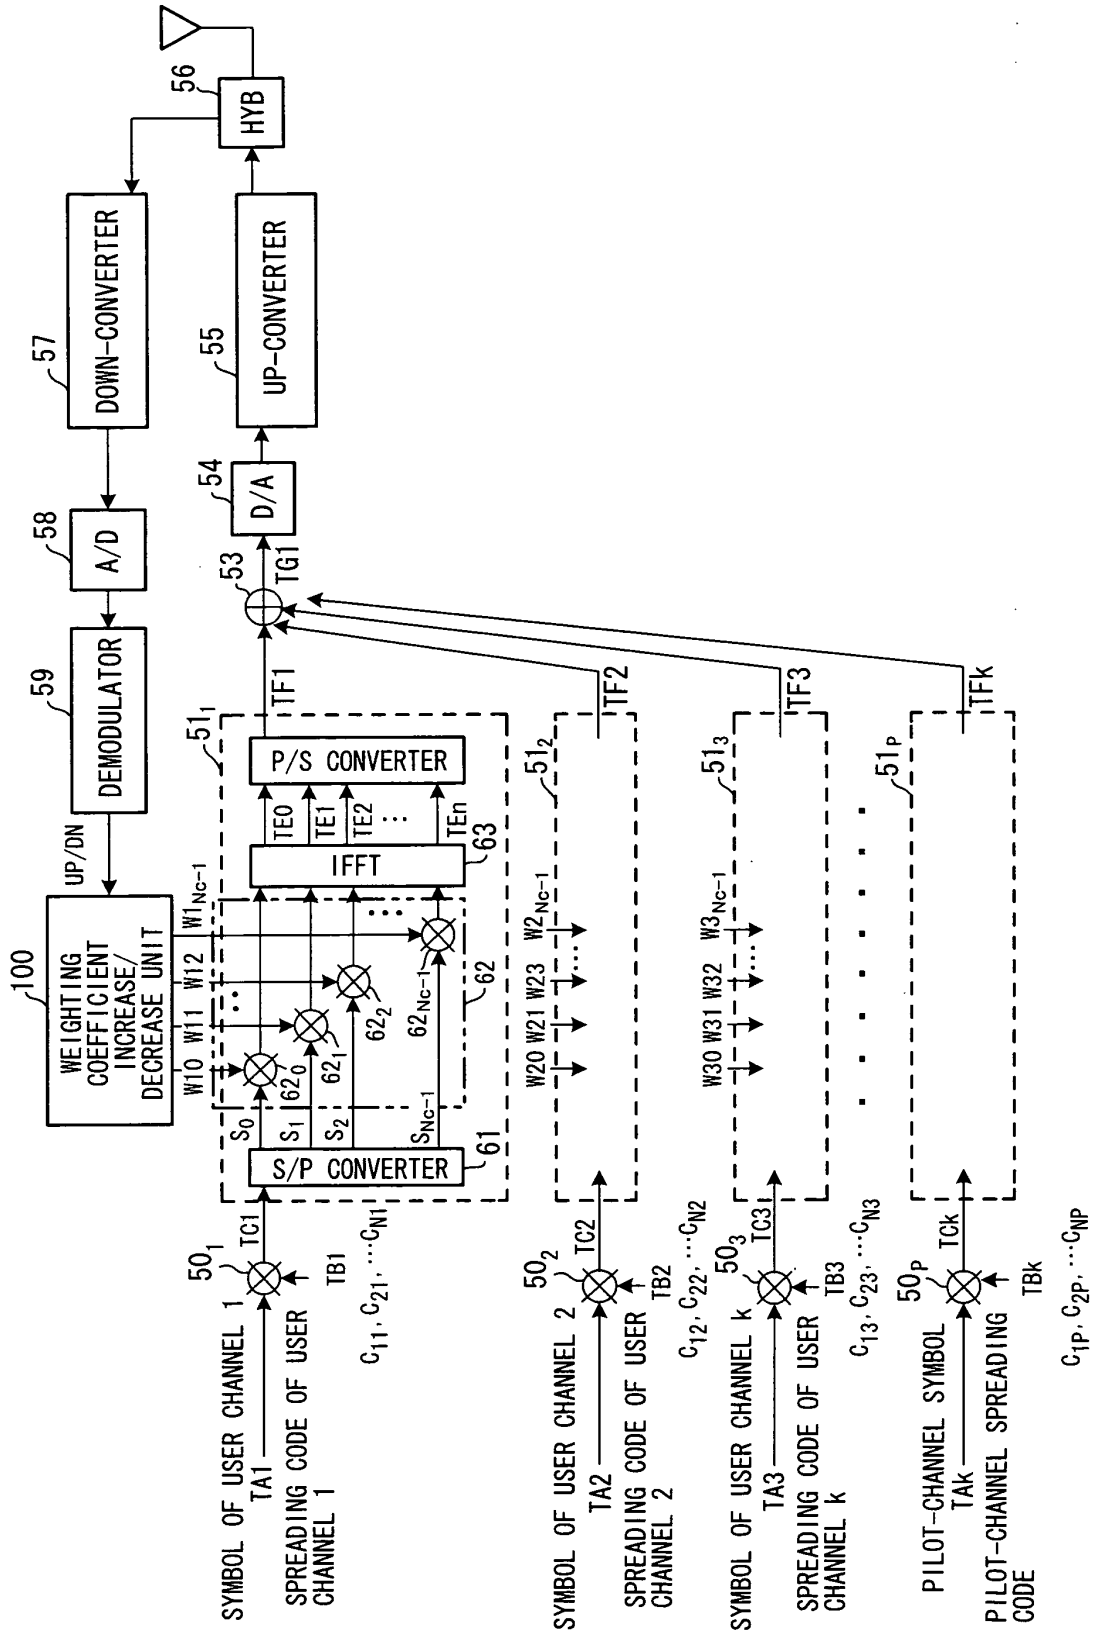 100
WEIGHTING
COEFFICIENT
INCREASE/
DECREASE UNIT
UP/DN
59
DEMODULATOR
58
A/D
57
DOWN-CONVERTER
56
HYB
55
UP-CONVERTER
54
D/A
53
TG1
W10
W11
W12
W1Nc-1
...
SYMBOL OF USER CHANNEL 1
TA1
SPREADING CODE OF USER
CHANNEL 1
501
TC1
TB1
C11, C21, ···CN1
511
S/P CONVERTER
61
S0
S1
S2
SNc-1
620
621
622
62Nc-1
62
...
IFFT
63
TE0
TE1
TE2
...
TEn
P/S CONVERTER
TF1
SYMBOL OF USER CHANNEL 2
TA2
SPREADING CODE OF USER
CHANNEL 2
502
TC2
TB2
C12, C22, ···CN2
W20
W21
W23
...
W2Nc-1
512
TF2
SYMBOL OF USER CHANNEL k
TA3
SPREADING CODE OF USER
CHANNEL k
503
TC3
TB3
C13, C23, ···CN3
W30
W31
W32
...
W3Nc-1
513
TF3
PILOT-CHANNEL SYMBOL
TAk
PILOT-CHANNEL SPREADING
CODE
50P
TCk
TBk
C1P, C2P, ···CNP
51P
TFk